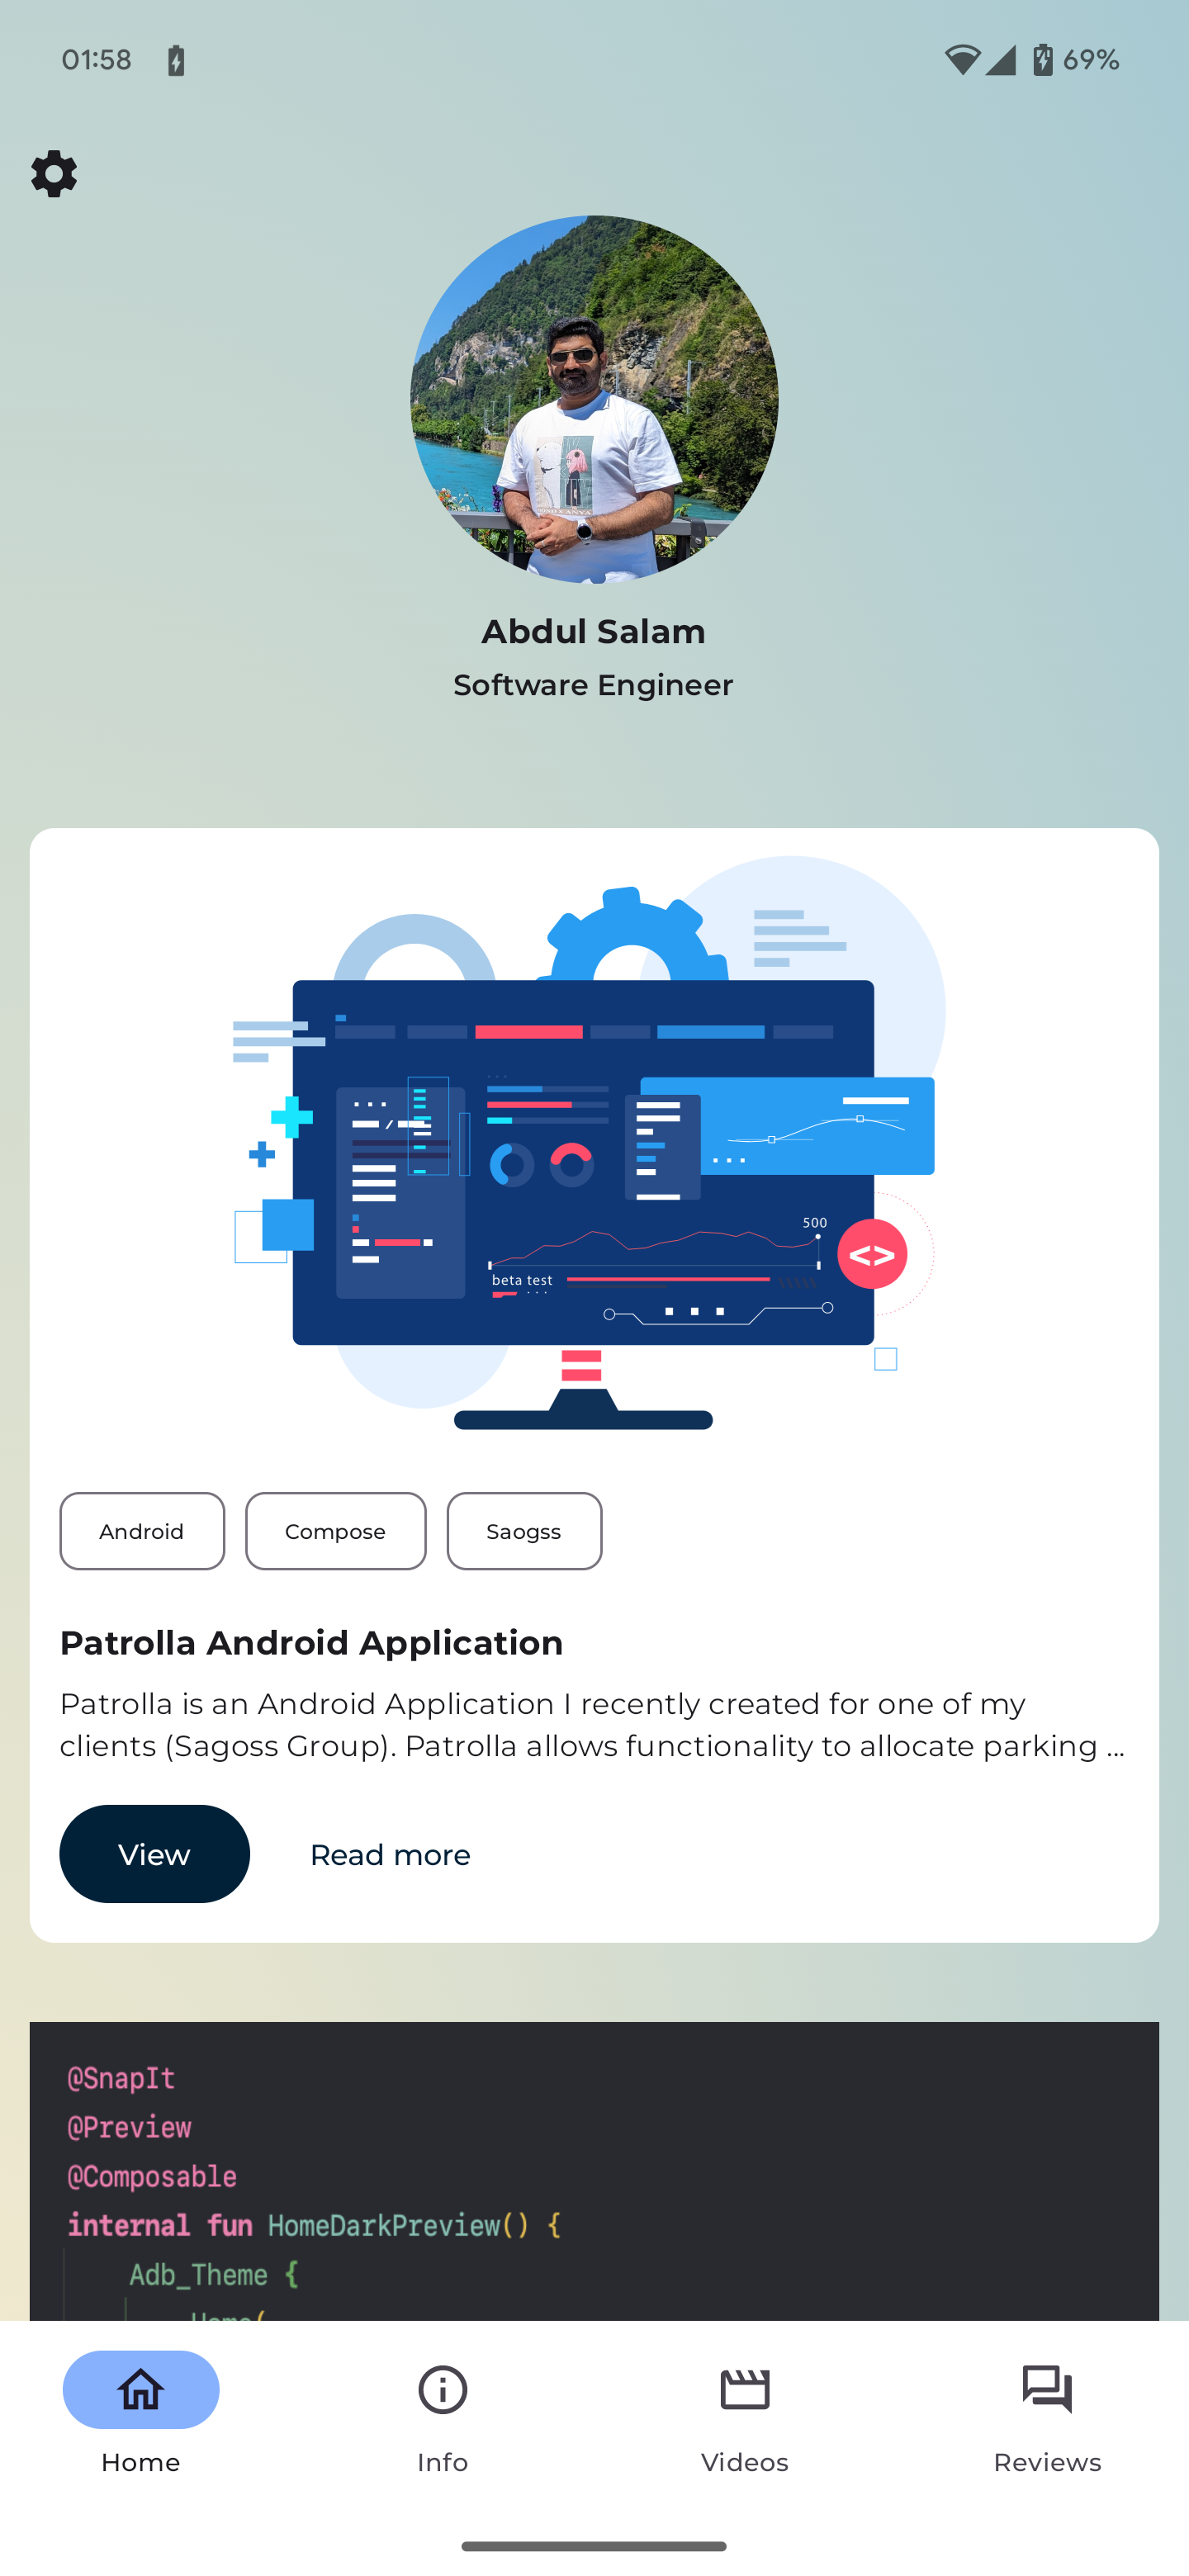 01:58
69%
Abdul Salam
Software Engineer
500
<>
beta test
Android
Compose
Saogss
Patrolla Android Application
Patrolla is an Android Application I recently created for one of my
clients (Sagoss Group). Patrolla allows functionality to allocate parking ...
View
Read more
@SnapIt
@Preview
@Composable
internal fun HomeDarkPreview() {
Adb_Theme {
Home(
Home
Info
Videos
Reviews